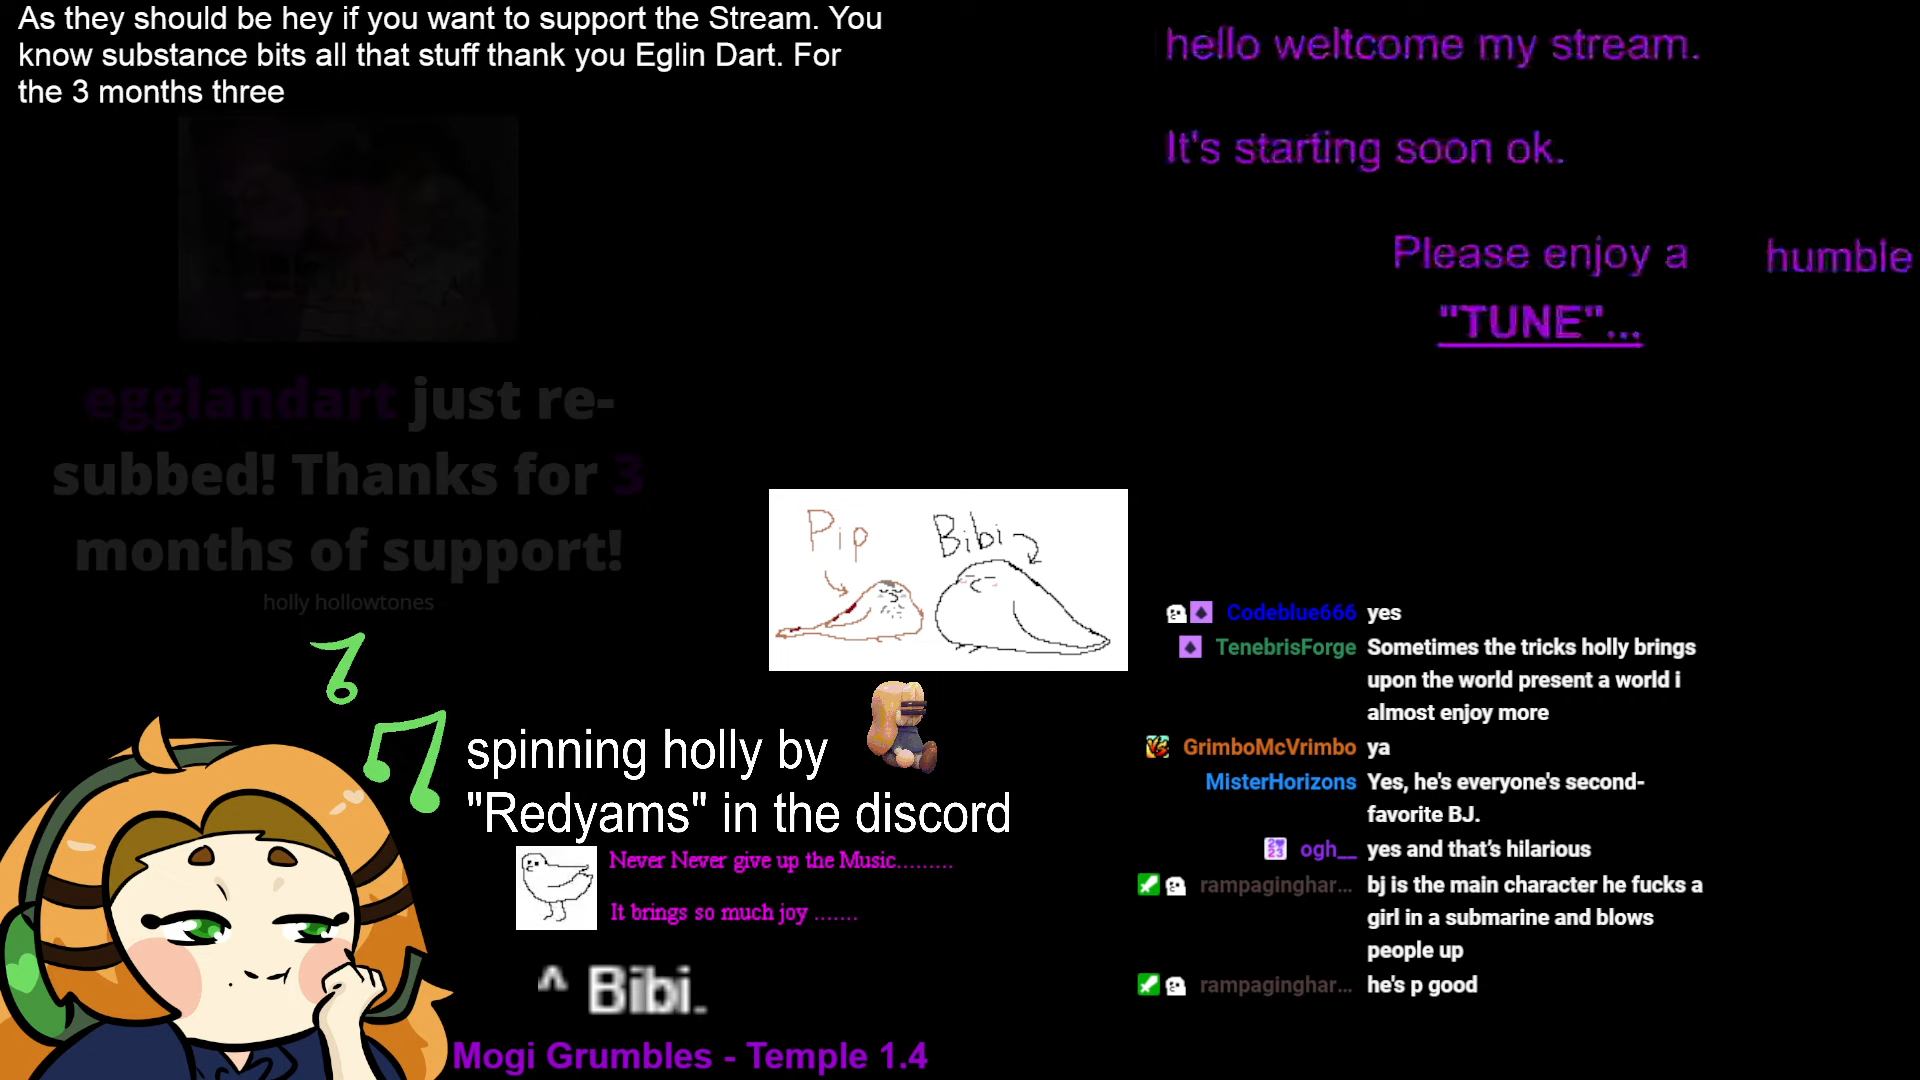 As they should be hey if you want to support the Stream. You
know substance bits all that stuff thank you Eglin Dart. For
the 3 months three
hello weltcome my stream.
It's starting soon ok.
Please enjoy a humble
"TUNE"...
egglandart just re-
subbed! Thanks for 3
months of support!
holly hollowtones
Pip
Bibi
spinning holly by
"Redyams" in the discord
Never Never give up the Music.........
It brings so much joy .......
^ Bibi.
Mogi Grumbles - Temple 1.4
Codeblue666 yes
TenebrisForge Sometimes the tricks holly brings
upon the world present a world i
almost enjoy more
GrimboMcVrimbo ya
MisterHorizons Yes, he's everyone's second-
favorite BJ.
ogh__ yes and that's hilarious
rampaginghar... bj is the main character he fucks a
girl in a submarine and blows
people up
rampaginghar... he's p good